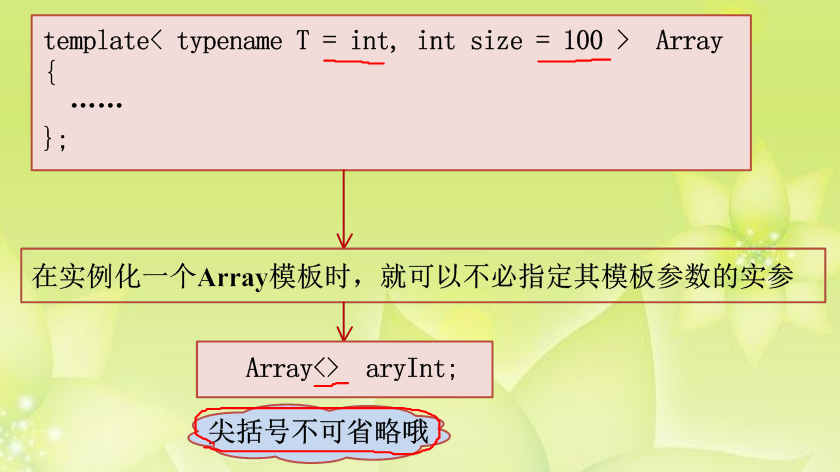 template< typename T = int, int size = 100 > Array
{
……
};
在实例化一个Array模板时，就可以不必指定其模板参数的实参
Array<> aryInt;
尖括号不可省略哦